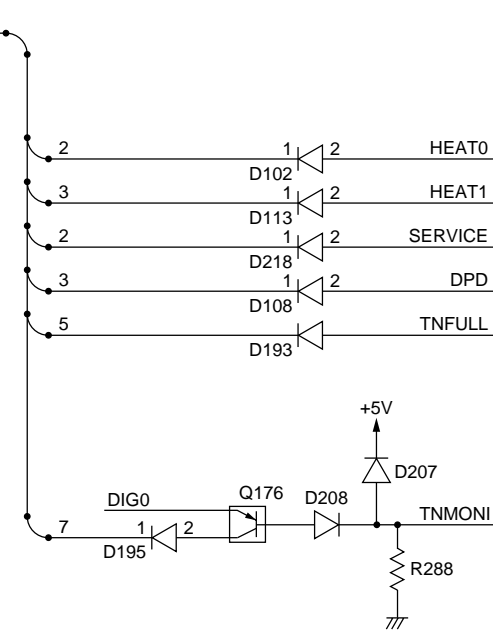 2 1 2 HEAT0
D102
3 1 2 HEAT1
D113
2 1 2 SERVICE
D218
3 1 2 DPD
D108
5 TNFULL
D193
+5V
D207
DIG0 Q176 D208 TNMONI
7 1 2
D195
R288